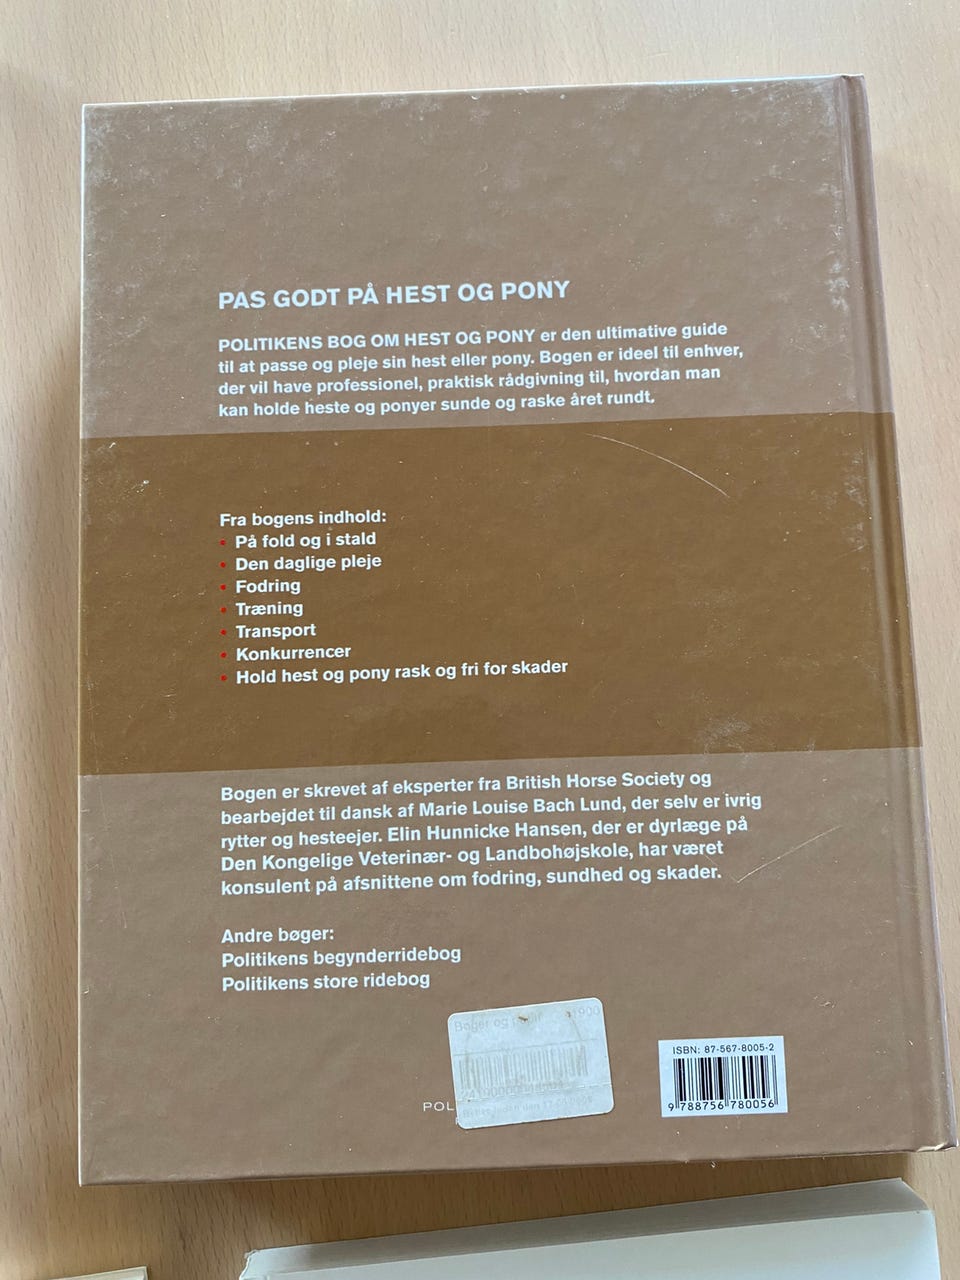 PAS GODT PÅ HEST OG PONY
POLITIKENS BOG OM HEST OG PONY er den ultimative guide
til at passe og pleje sin hest eller pony. Bogen er ideel til enhver,
der vil have professionel, praktisk rådgivning til, hvordan man
kan holde heste og ponyer sunde og raske året rundt.
Fra bogens indhold:
• På fold og i stald
• Den daglige pleje
• Fodring
• Træning
• Transport
• Konkurrencer
• Hold hest og pony rask og fri for skader
Bogen er skrevet af eksperter fra British Horse Society og
bearbejdet til dansk af Marie Louise Bach Lund, der selv er ivrig
rytter og hesteejer. Elin Hunnicke Hansen, der er dyrlæge på
Den Kongelige Veterinær- og Landbohøjskole, har været
konsulent på afsnittene om fodring, sundhed og skader.
Andre bøger:
Politikens begynderridebog
Politikens store ridebog
Bøger og
POL
ISBN: 87-567-8005-2
9 788756 780056